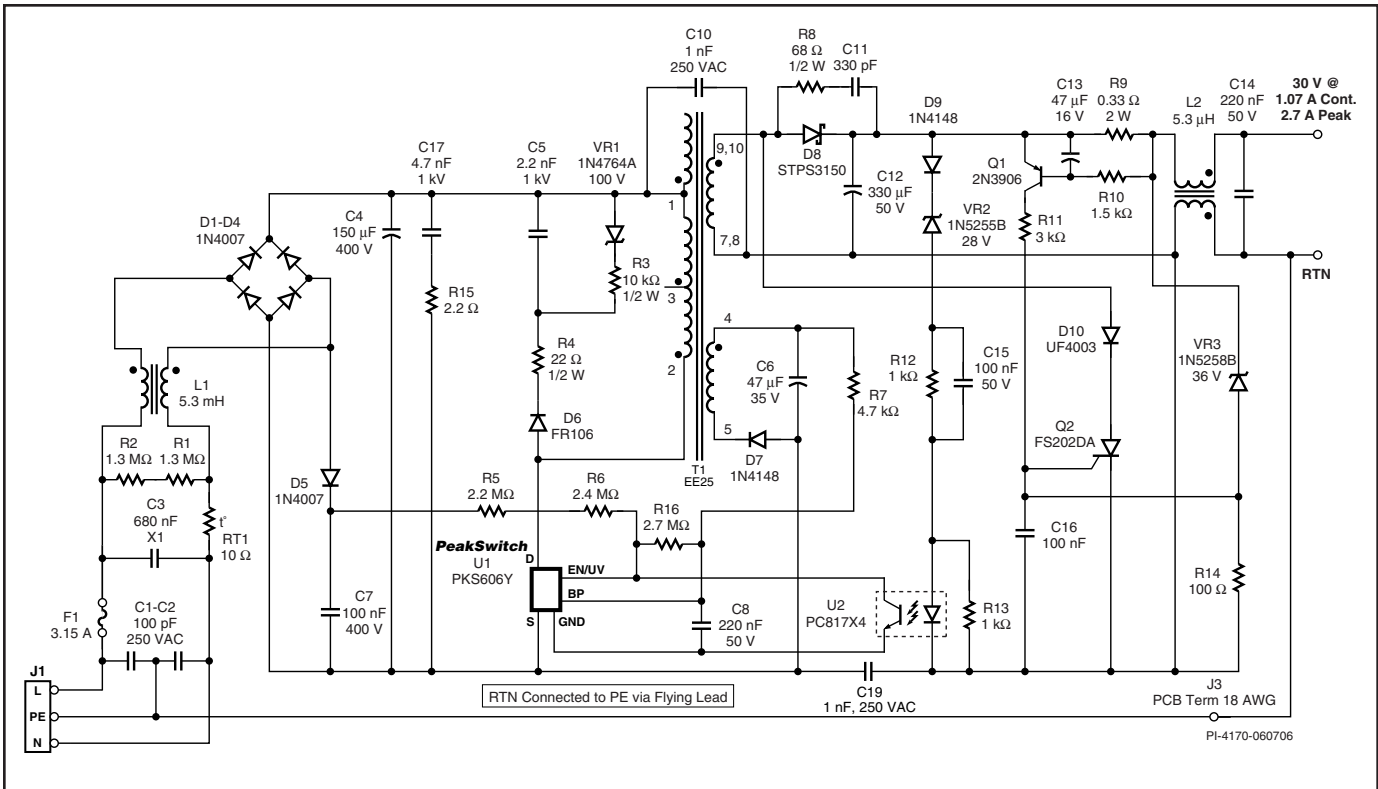 C10
1 nF
250 VAC
R8
68 Ω
1/2 W
C11
330 pF
D9
1N4148
C13
47 µF
16 V
R9
0.33 Ω
2 W
L2
5.3 µH
C14
220 nF
50 V
30 V @
1.07 A Cont.
2.7 A Peak
C17
4.7 nF
1 kV
C5
2.2 nF
1 kV
VR1
1N4764A
100 V
9,10
D8
STPS3150
Q1
2N3906
C12
330 µF
50 V
R10
1.5 kΩ
D1-D4
1N4007
C4
150 µF
400 V
1
VR2
1N5255B
28 V
R11
3 kΩ
7,8
R3
10 kΩ
1/2 W
3
RTN
R15
2.2 Ω
4
D10
UF4003
R4
22 Ω
1/2 W
2
C6
47 µF
35 V
R7
4.7 kΩ
R12
1 kΩ
C15
100 nF
50 V
VR3
1N5258B
36 V
L1
5.3 mH
D6
FR106
5
D7
1N4148
Q2
FS202DA
R2
1.3 MΩ
R1
1.3 MΩ
T1
EE25
D5
1N4007
R5
2.2 MΩ
R6
2.4 MΩ
R16
2.7 MΩ
C3
680 nF
X1
t°
RT1
10 Ω
C16
100 nF
PeakSwitch
U1
PKS606Y
D
EN/UV
BP
S
GND
R14
100 Ω
F1
3.15 A
C1-C2
100 pF
250 VAC
C7
100 nF
400 V
C8
220 nF
50 V
U2
PC817X4
R13
1 kΩ
J1
L
PE
N
RTN Connected to PE via Flying Lead
C19
1 nF, 250 VAC
J3
PCB Term 18 AWG
PI-4170-060706